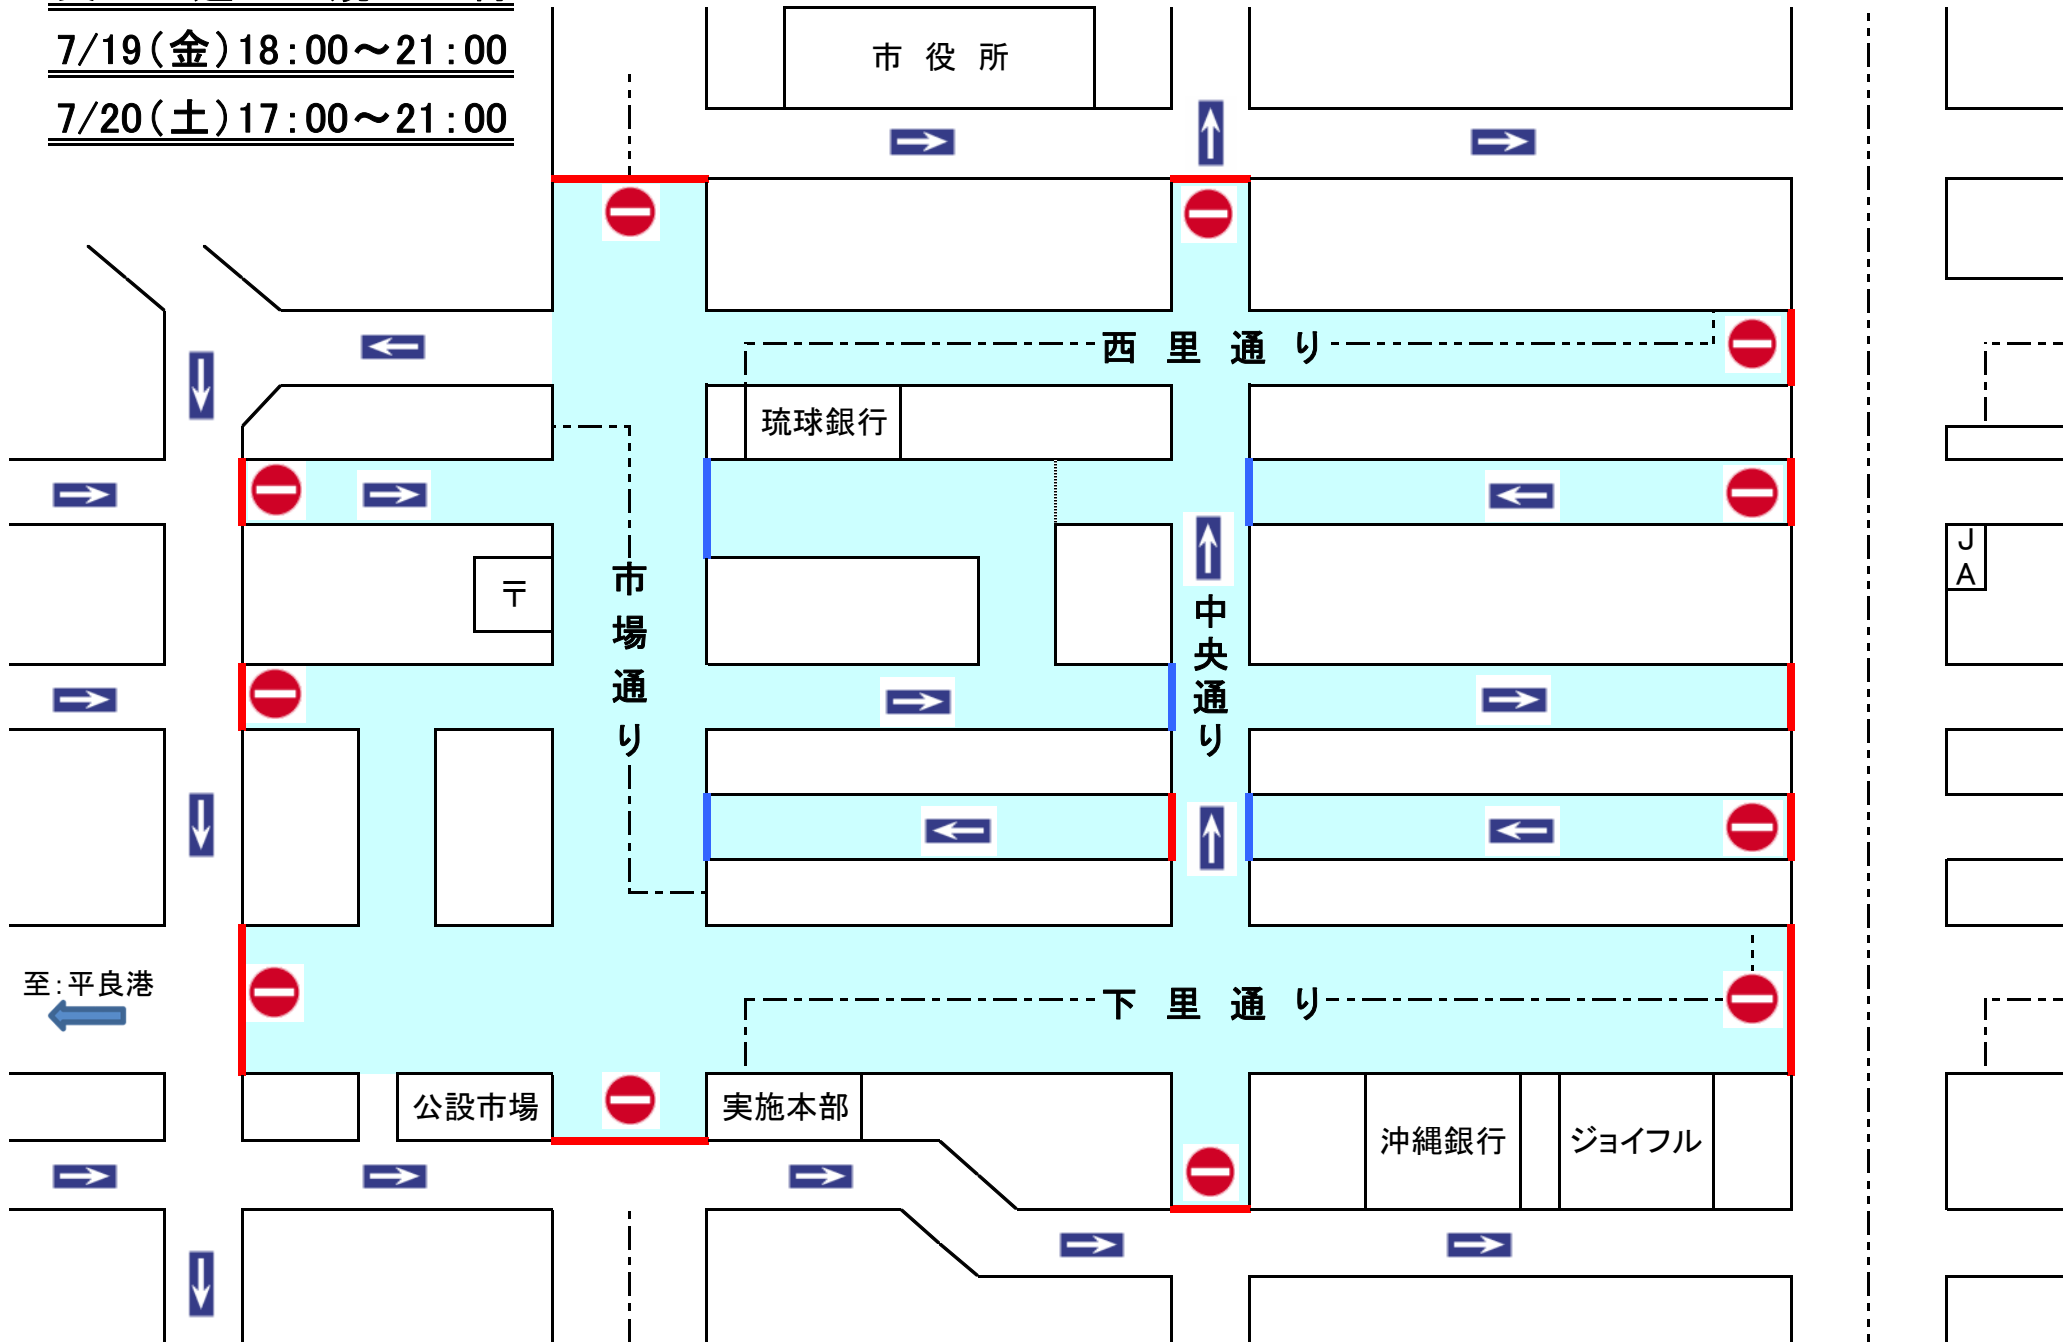 7/19(金)18:00～21:00
7/20(土)17:00～21:00
市役所
西里通り
琉球銀行
〒
市場通り
中央通り
JA
至:平良港
下里通り
公設市場
実施本部
沖縄銀行
ジョイフル